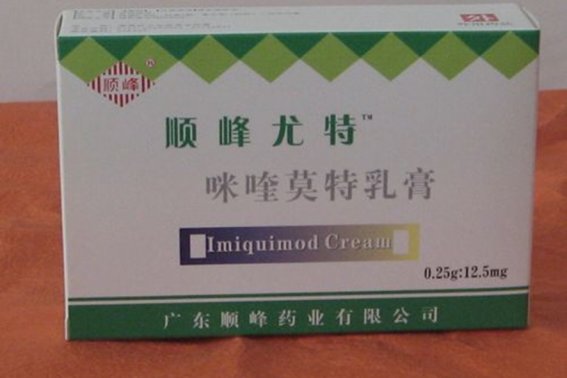 顺峰
顺峰尤特™
咪喹莫特乳膏
Imiquimod Cream
0.25g:12.5mg
广东顺峰药业有限公司